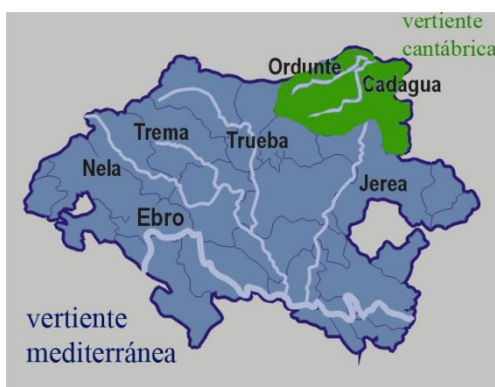 vertiente
cantábrica
Ordunte
Cadagua
Trema
Trueba
Nela
Jerea
Ebro
vertiente
mediterránea